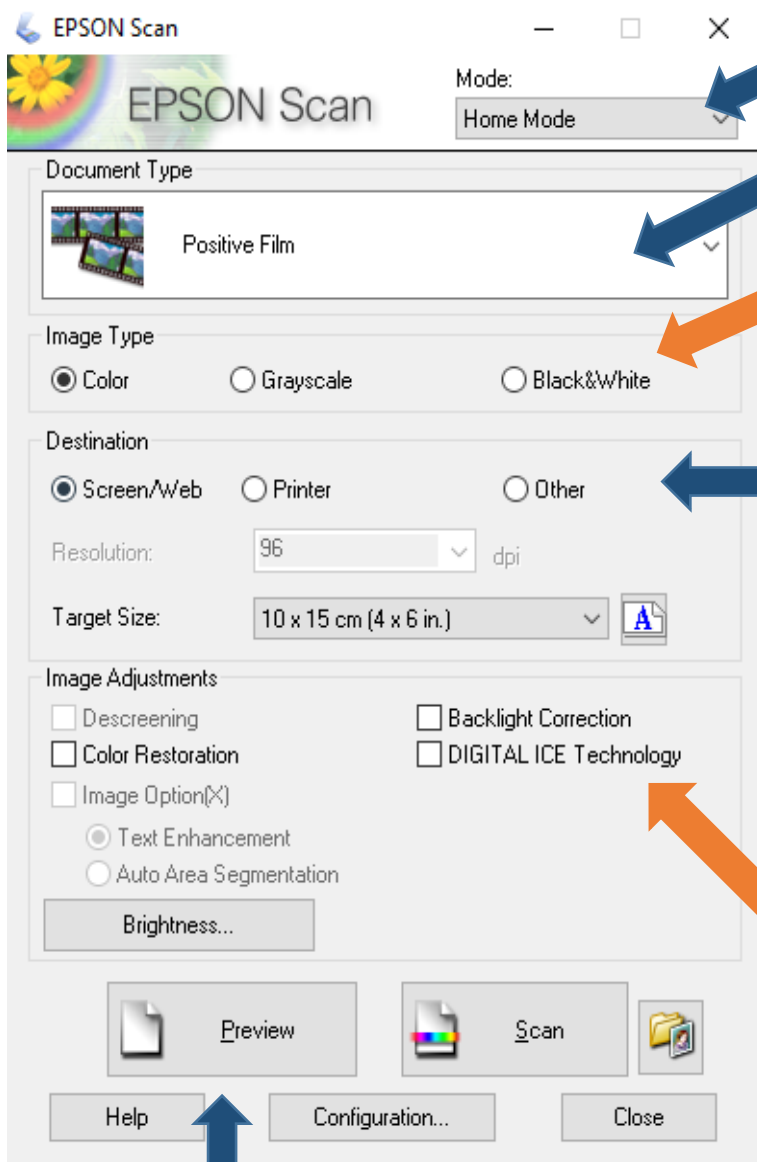 EPSON Scan
EPSON Scan
Mode:
Home Mode
Document Type
Positive Film
Image Type
Color Grayscale Black&White
Destination
Screen/Web Printer Other
Resolution: 96 dpi
Target Size: 10 x 15 cm (4 x 6 in.) A
Image Adjustments
Descreening Backlight Correction
Color Restoration DIGITAL ICE Technology
Image Option(X)
Text Enhancement
Auto Area Segmentation
Brightness...
Preview Scan
Help Configuration... Close